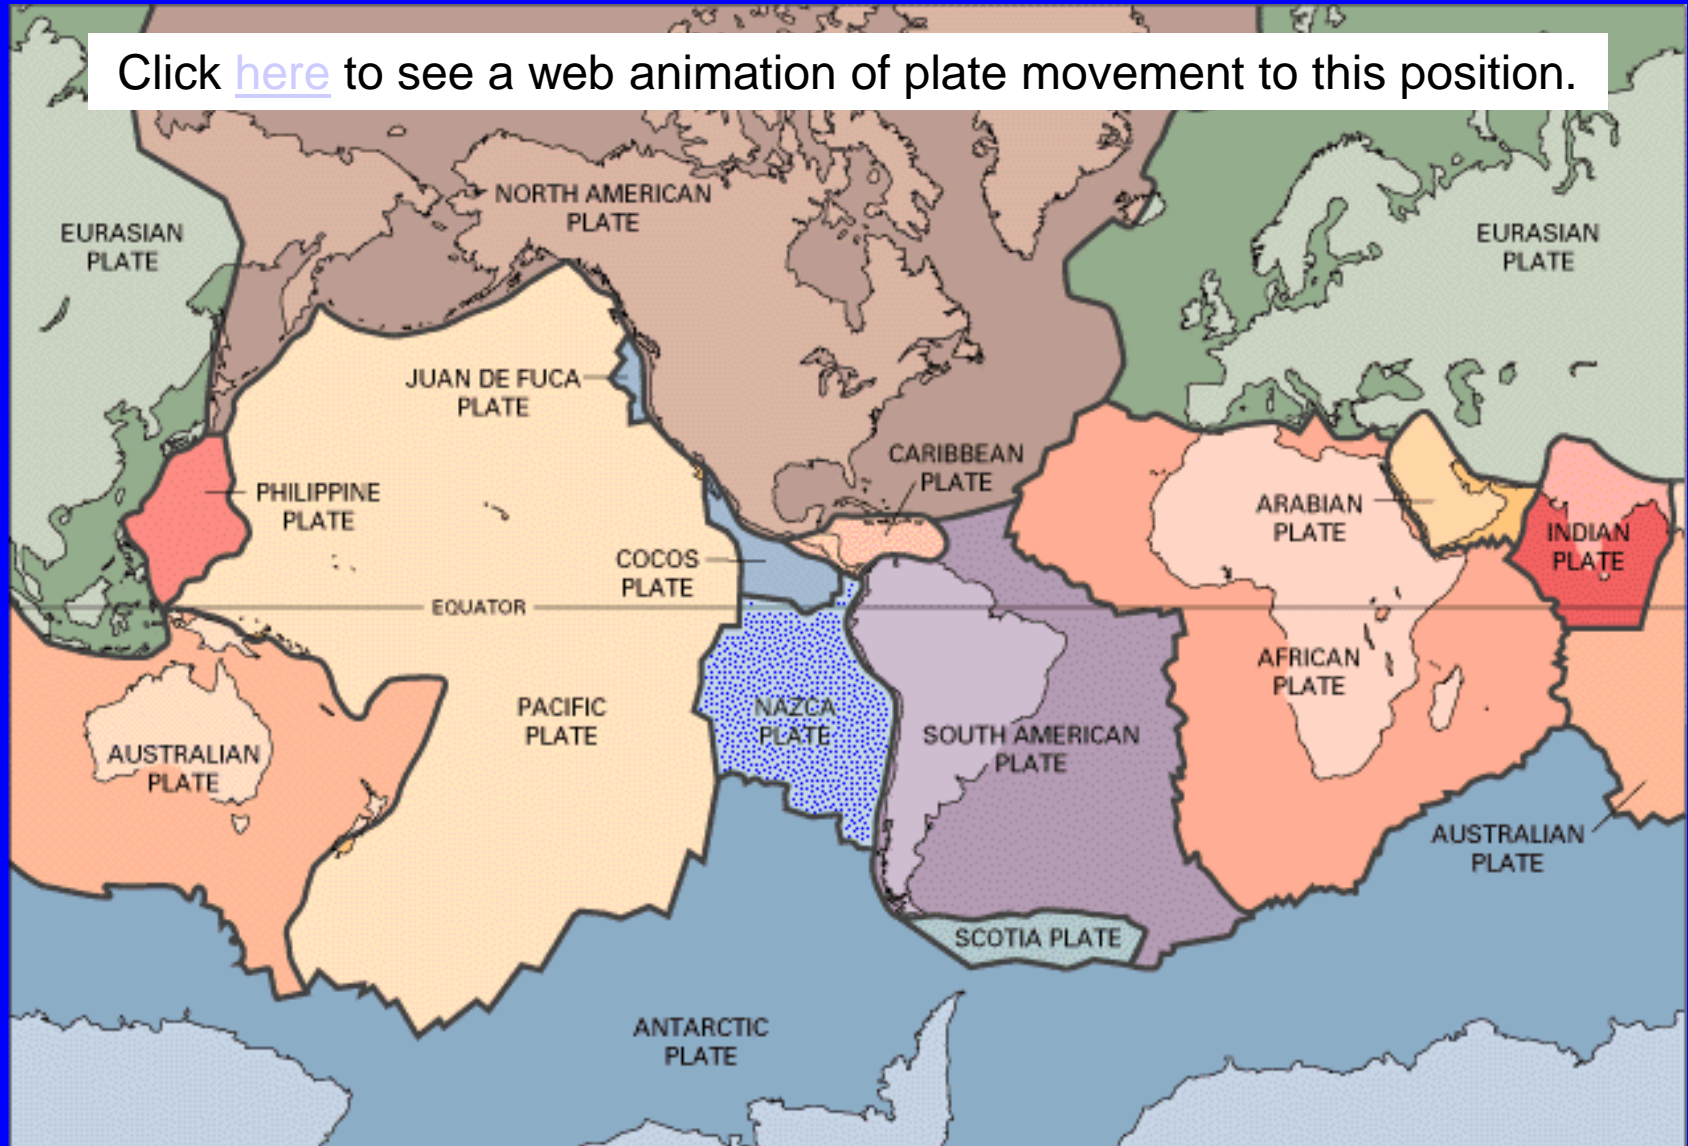 Click here to see a web animation of plate movement to this position.
NORTH AMERICAN
PLATE
EURASIAN
PLATE
EURASIAN
PLATE
JUAN DE FUCA
PLATE
CARIBBEAN
PLATE
PHILIPPINE
PLATE
ARABIAN
PLATE
INDIAN
PLATE
COCOS
PLATE
EQUATOR
AFRICAN
PLATE
PACIFIC
PLATE
NAZCA
PLATE
SOUTH AMERICAN
PLATE
AUSTRALIAN
PLATE
AUSTRALIAN
PLATE
SCOTIA PLATE
ANTARCTIC
PLATE